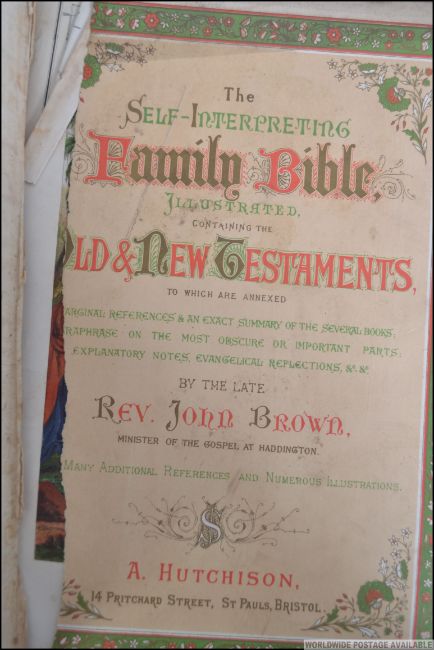 The
Self-Interpreting
Family Bible,
Illustrated,
Containing the
ld & New Testaments,
to which are annexed
arginal References & an exact summary of the several books;
raphrase on the most obscure or important parts:
Explanatory Notes, Evangelical Reflections, &c. &c.
By the late
Rev. John Brown,
Minister of the Gospel at Haddington.
Many Additional References and Numerous Illustrations.
S
A. Hutchison,
14 Pritchard Street, St Pauls, Bristol.
WORLDWIDE POSTAGE AVAILABLE